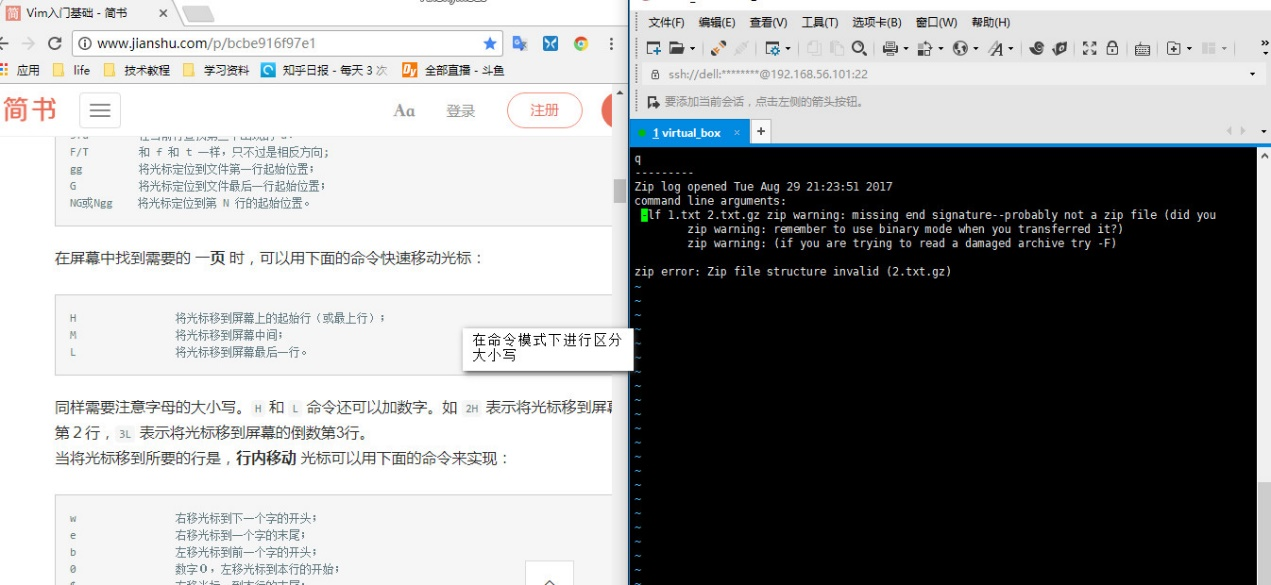 Vim入门基础 - 简书
www.jianshu.com/p/bcbe916f97e1
应用 life 技术教程 学习资料 知乎日报 - 每天 3 次 全部直播 - 斗鱼
简书 Aa 登录 注册
F/T 和 f 和 t 一样，只不过是相反方向;
gg 将光标定位到文件第一行起始位置;
G 将光标定位到文件最后一行起始位置;
NG或Ngg 将光标定位到第 N 行的起始位置。
在屏幕中找到需要的 一页 时，可以用下面的命令快速移动光标：
H 将光标移到屏幕上的起始行（或最上行）;
M 将光标移到屏幕中间;
L 将光标移到屏幕最后一行。
在命令模式下进行区分
大小写
同样需要注意字母的大小写。H 和 L 命令还可以加数字。如 2H 表示将光标移到屏幕
第 2 行，3L 表示将光标移到屏幕的倒数第3行。
当将光标移到所要的行是，行内移动 光标可以用下面的命令来实现：
w 右移光标到下一个字的开头;
e 右移光标到一个字的末尾;
b 左移光标到前一个字的开头;
0 数字0，左移光标到本行的开始;
文件(F) 编辑(E) 查看(V) 工具(T) 选项卡(B) 窗口(W) 帮助(H)
ssh://dell:********@192.168.56.101:22
要添加当前会话，点击左侧的箭头按钮。
1 virtual_box
q
---------
Zip log opened Tue Aug 29 21:23:51 2017
command line arguments:
-lf 1.txt 2.txt.gz zip warning: missing end signature--probably not a zip file (did you
zip warning: remember to use binary mode when you transferred it?)
zip warning: (if you are trying to read a damaged archive try -F)
zip error: Zip file structure invalid (2.txt.gz)